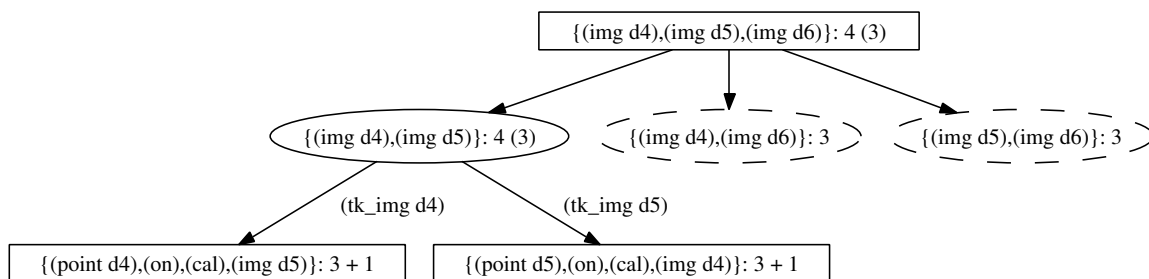 {(img d4),(img d5),(img d6)}: 4 (3)
{(img d4),(img d5)}: 4 (3)
{(img d4),(img d6)}: 3
{(img d5),(img d6)}: 3
(tk_img d4)
(tk_img d5)
{(point d4),(on),(cal),(img d5)}: 3 + 1
{(point d5),(on),(cal),(img d4)}: 3 + 1